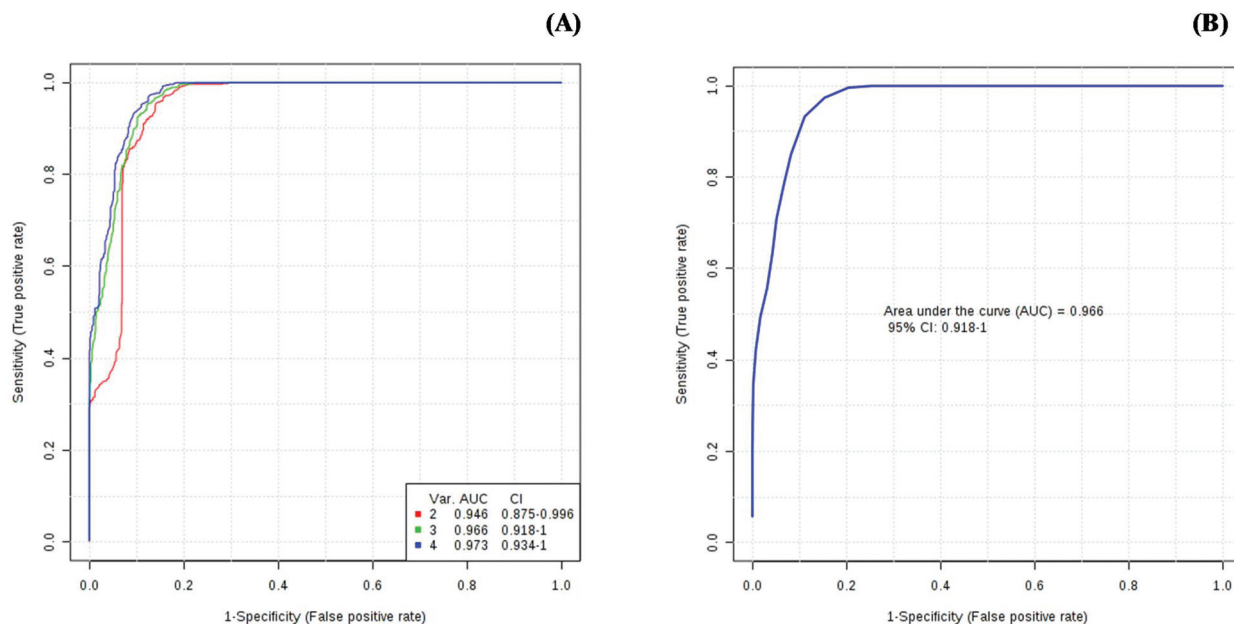 (A)
Sensitivity (True positive rate)
1.0
0.8
0.6
0.4
0.2
0.0
Var. AUC CI
2 0.946 0.875-0.996
3 0.966 0.918-1
4 0.973 0.934-1
0.0 0.2 0.4 0.6 0.8 1.0
1-Specificity (False positive rate)
(B)
Sensitivity (True positive rate)
1.0
0.8
0.6
0.4
0.2
0.0
Area under the curve (AUC) = 0.966
95% CI: 0.918-1
0.0 0.2 0.4 0.6 0.8 1.0
1-Specificity (False positive rate)